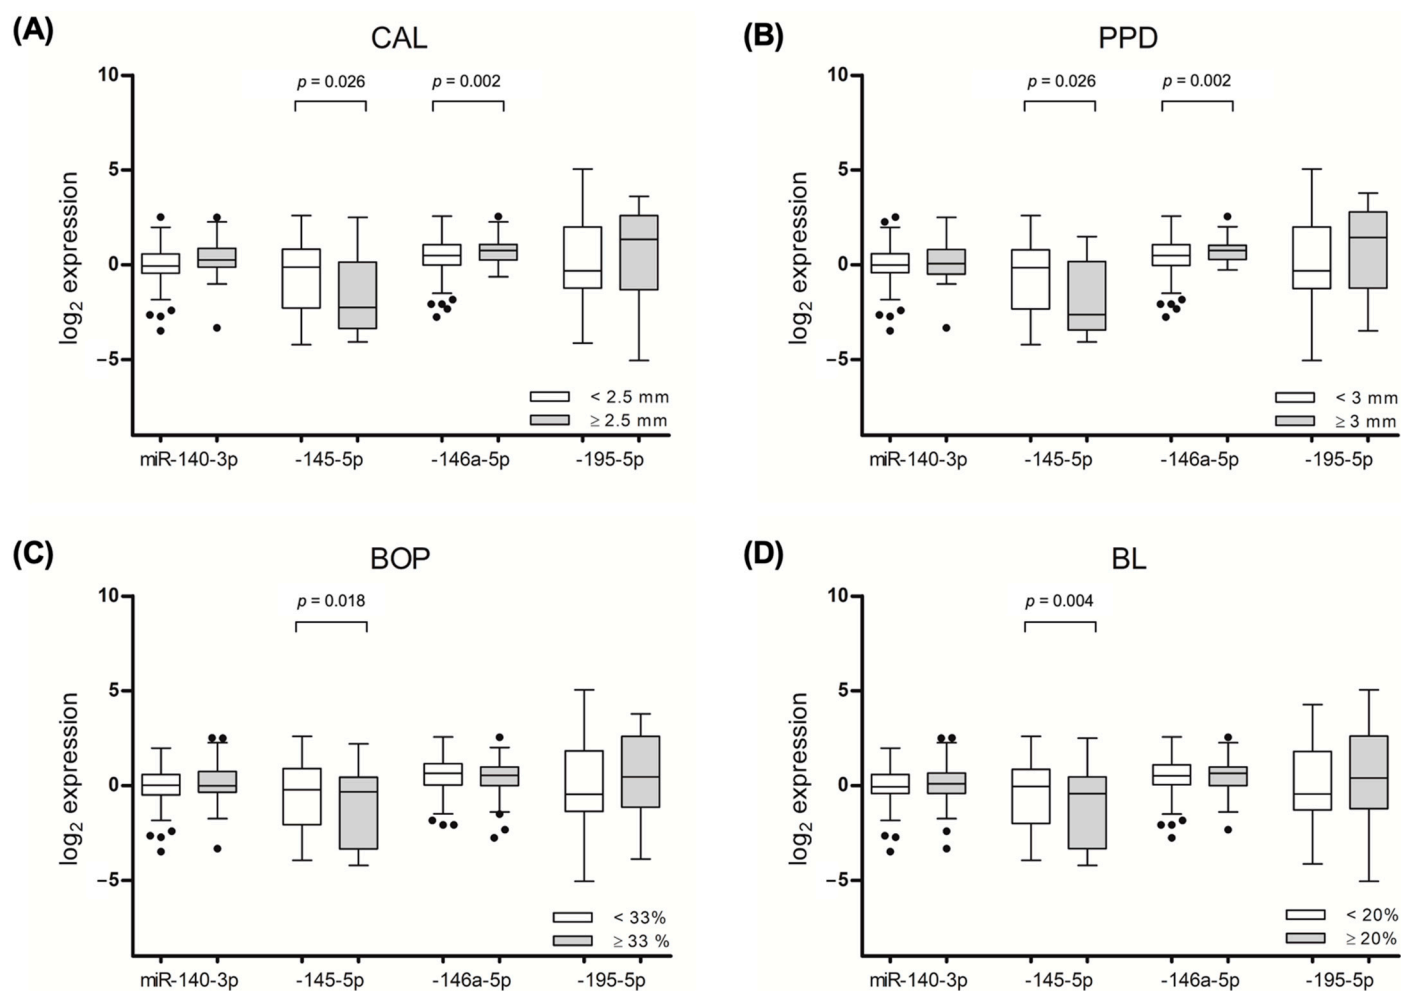 (A)
CAL
p = 0.026
p = 0.002
10
5
0
−5
log2 expression
< 2.5 mm
≥ 2.5 mm
miR-140-3p -145-5p -146a-5p -195-5p
(B)
PPD
p = 0.026
p = 0.002
10
5
0
−5
log2 expression
< 3 mm
≥ 3 mm
miR-140-3p -145-5p -146a-5p -195-5p
(C)
BOP
p = 0.018
10
5
0
−5
log2 expression
< 33%
≥ 33 %
miR-140-3p -145-5p -146a-5p -195-5p
(D)
BL
p = 0.004
10
5
0
−5
log2 expression
< 20%
≥ 20%
miR-140-3p -145-5p -146a-5p -195-5p